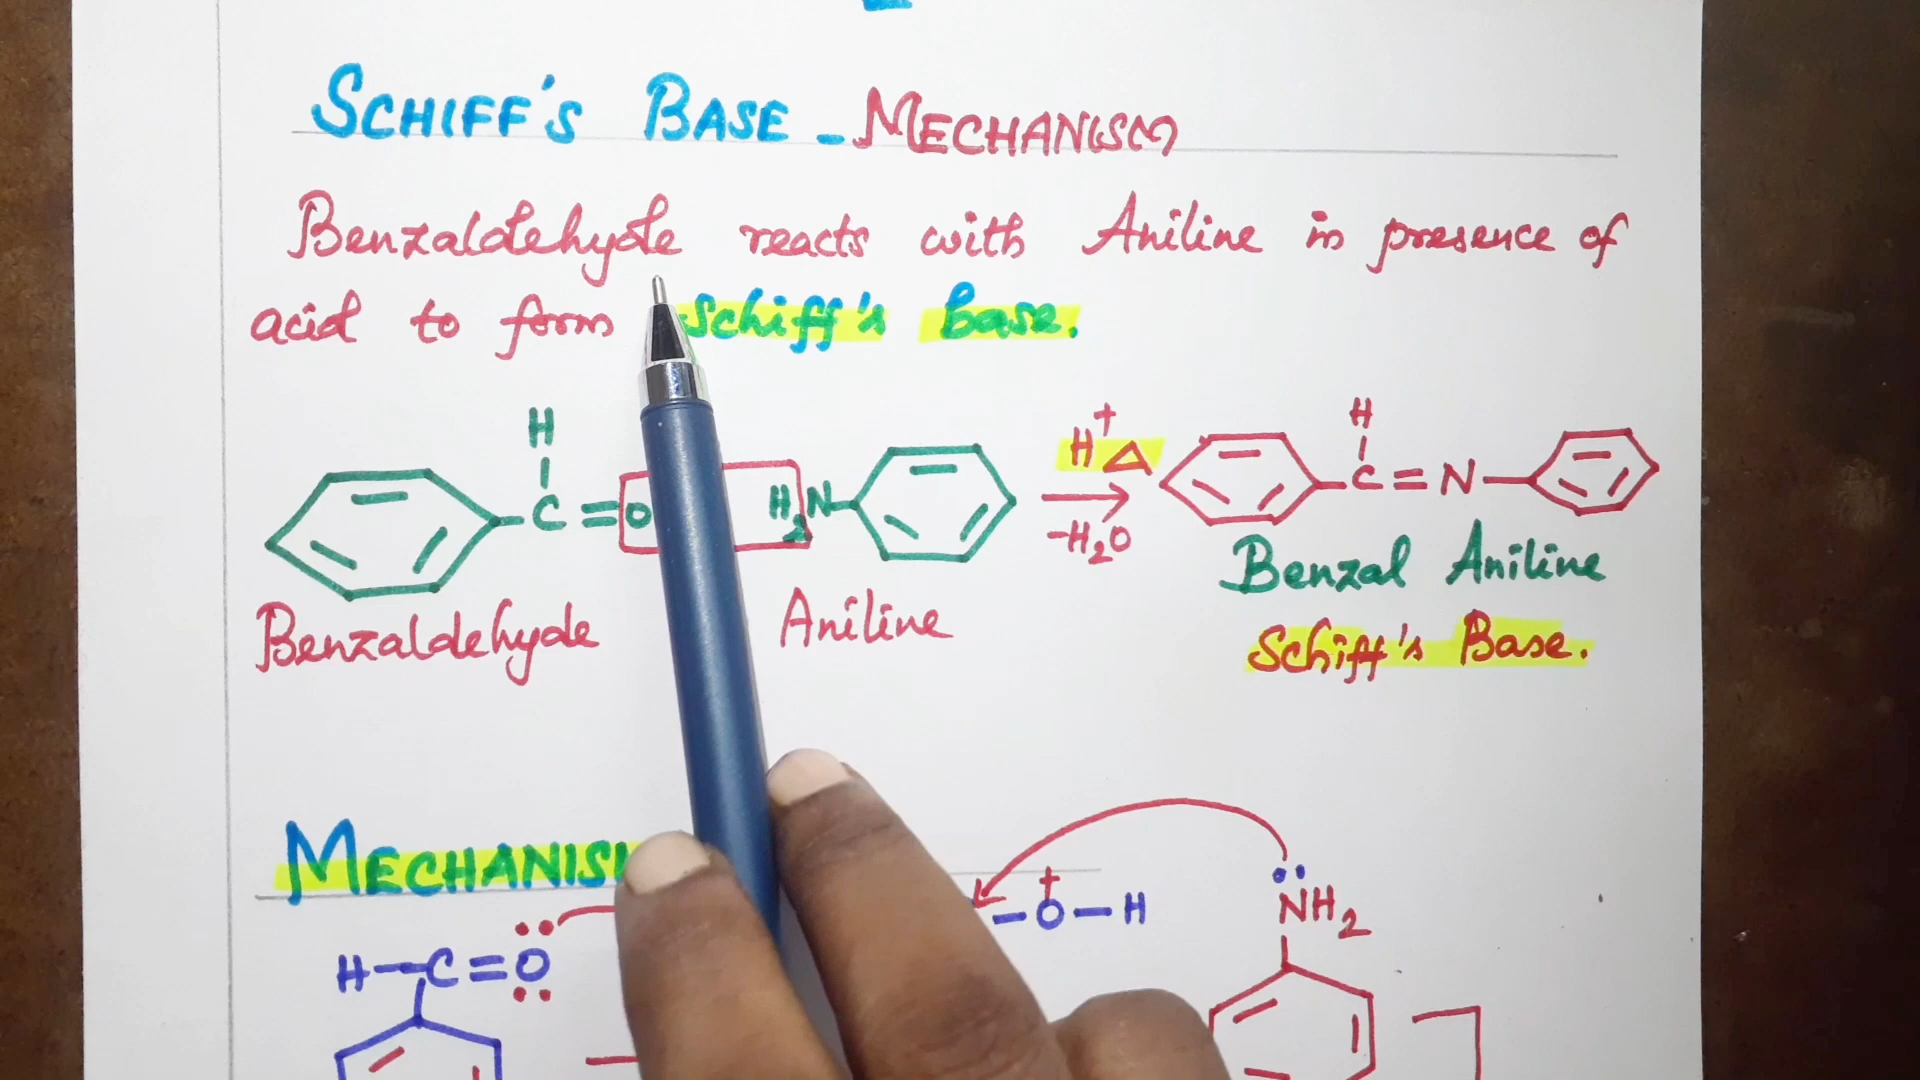 SCHIFF's BASE - MECHANISM
Benzaldehyde reacts with Aniline in presence of
acid to form Schiff's Base.
H
C=O H2N
H+ △
-H2O
H
C=N
Benzaldehyde Aniline
Benzal Aniline
Schiff's Base.
MECHANIS
H-C=O
+
-O-H
NH2